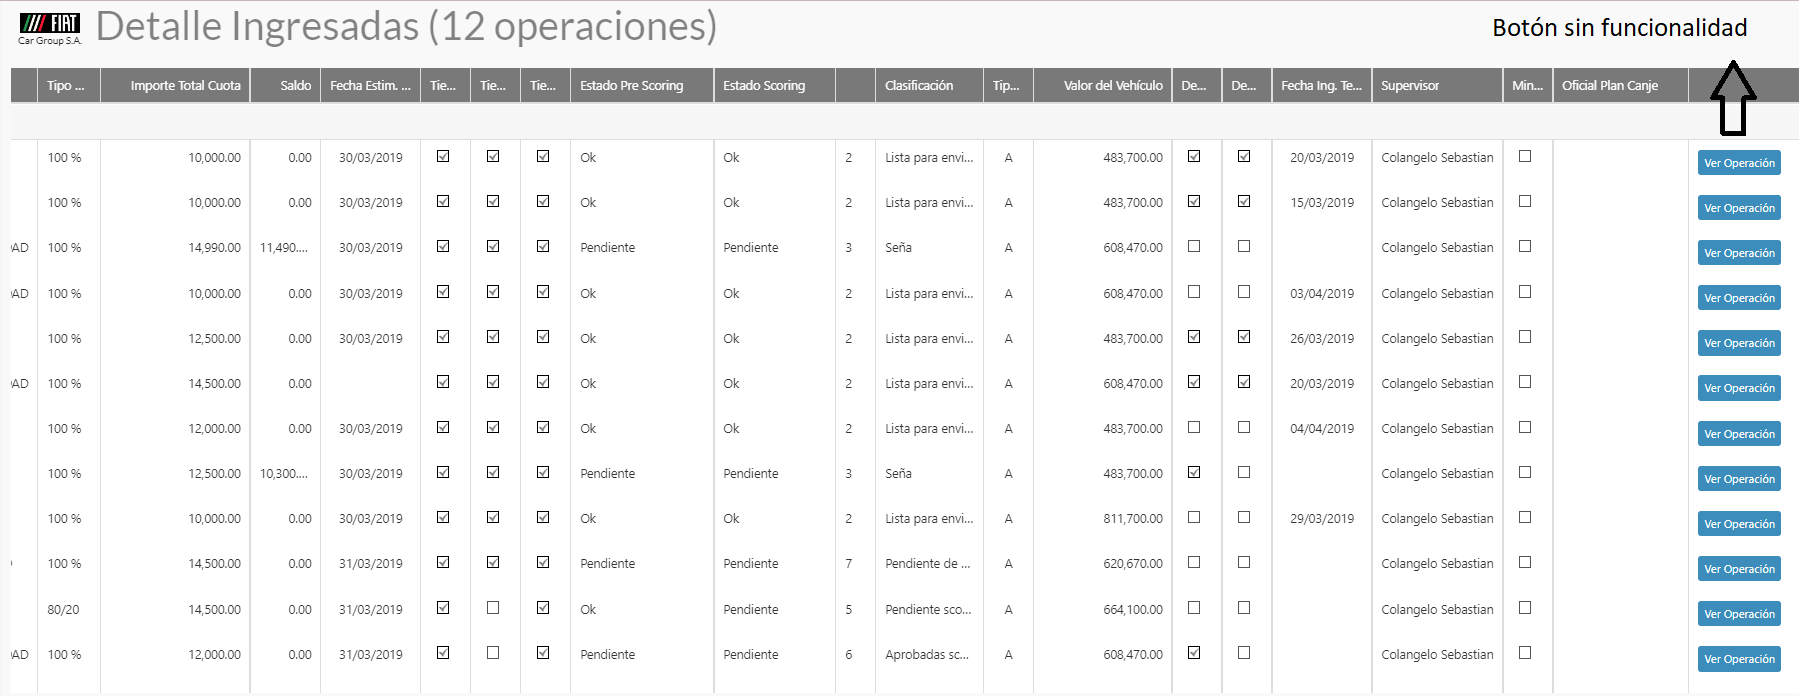 FIAT
Car Group S.A.
Detalle Ingresadas (12 operaciones)
Botón sin funcionalidad
Tipo ... Importe Total Cuota Saldo Fecha Estim. ... Tie... Tie... Tie... Estado Pre Scoring Estado Scoring Clasificación Tip... Valor del Vehículo De... De... Fecha Ing. Te... Supervisor Min... Oficial Plan Canje
100 % 10,000.00 0.00 30/03/2019 Ok Ok 2 Lista para envi... A 483,700.00 20/03/2019 Colangelo Sebastian Ver Operación
100 % 10,000.00 0.00 30/03/2019 Ok Ok 2 Lista para envi... A 483,700.00 15/03/2019 Colangelo Sebastian Ver Operación
AD 100 % 14,990.00 11,490.... 30/03/2019 Pendiente Pendiente 3 Seña A 608,470.00 Colangelo Sebastian Ver Operación
AD 100 % 10,000.00 0.00 30/03/2019 Ok Ok 2 Lista para envi... A 608,470.00 03/04/2019 Colangelo Sebastian Ver Operación
100 % 12,500.00 0.00 30/03/2019 Ok Ok 2 Lista para envi... A 483,700.00 26/03/2019 Colangelo Sebastian Ver Operación
AD 100 % 14,500.00 0.00 Ok Ok 2 Lista para envi... A 608,470.00 20/03/2019 Colangelo Sebastian Ver Operación
100 % 12,000.00 0.00 30/03/2019 Ok Ok 2 Lista para envi... A 483,700.00 04/04/2019 Colangelo Sebastian Ver Operación
100 % 12,500.00 10,300.... 30/03/2019 Pendiente Pendiente 3 Seña A 483,700.00 Colangelo Sebastian Ver Operación
100 % 10,000.00 0.00 30/03/2019 Ok Ok 2 Lista para envi... A 811,700.00 29/03/2019 Colangelo Sebastian Ver Operación
100 % 14,500.00 0.00 31/03/2019 Pendiente Pendiente 7 Pendiente de ... A 620,670.00 Colangelo Sebastian Ver Operación
80/20 14,500.00 0.00 31/03/2019 Ok Pendiente 5 Pendiente sco... A 664,100.00 Colangelo Sebastian Ver Operación
AD 100 % 12,000.00 0.00 31/03/2019 Pendiente Pendiente 6 Aprobadas sc... A 608,470.00 Colangelo Sebastian Ver Operación